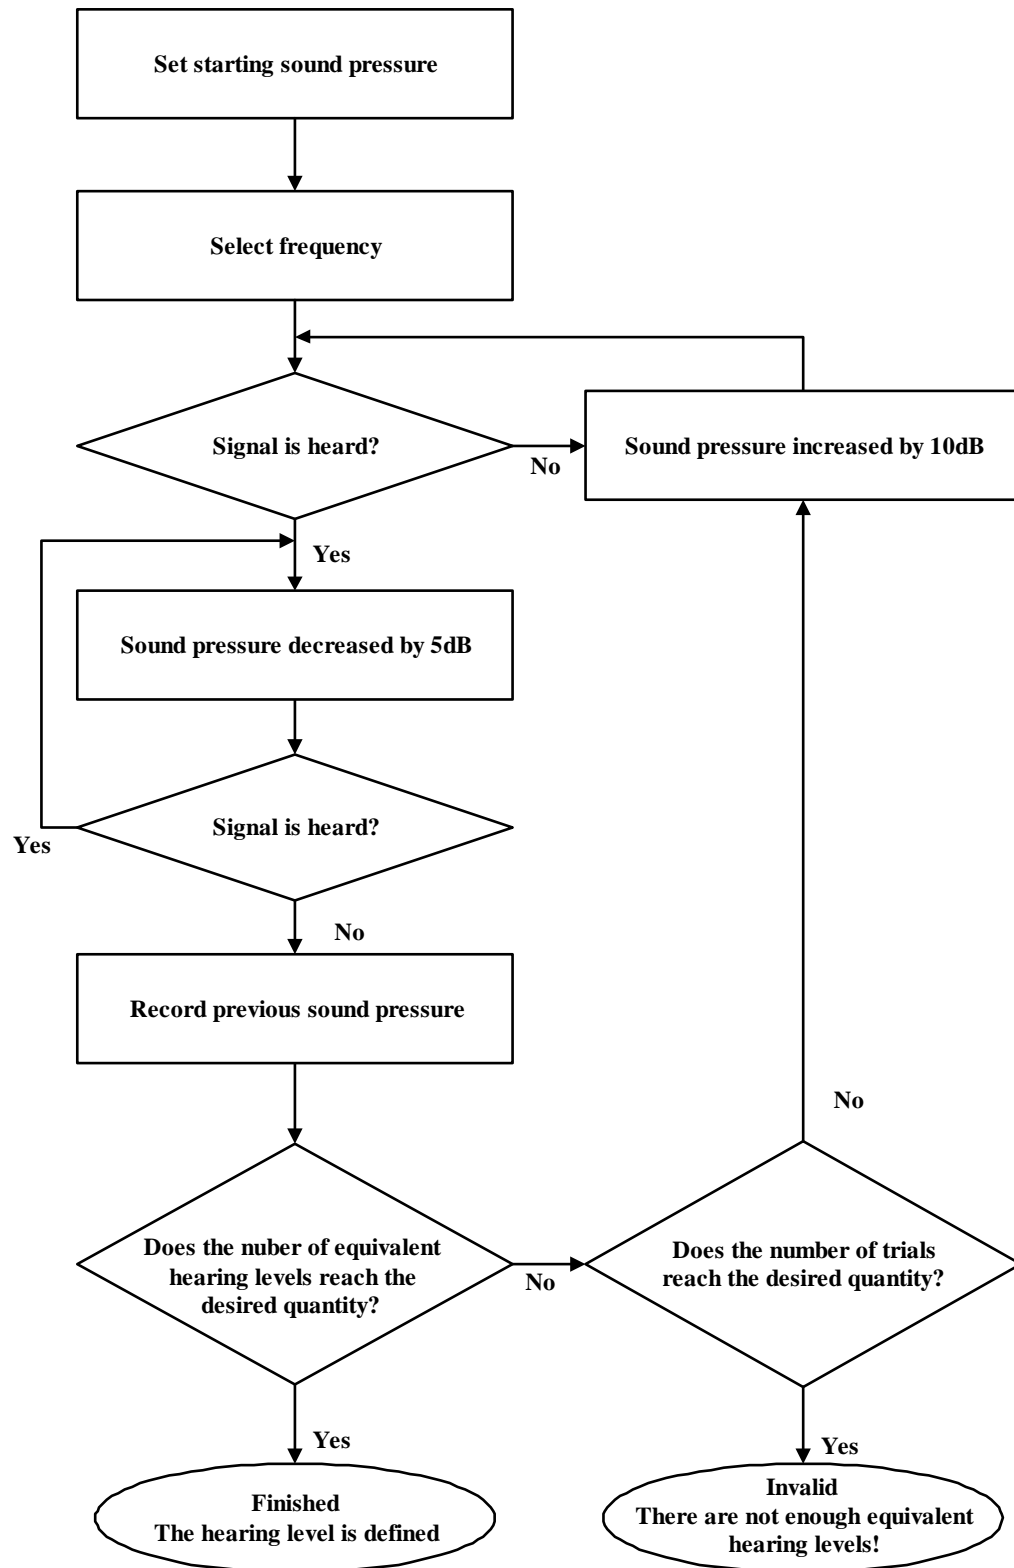 Set starting sound pressure
Select frequency
Signal is heard?
No
Sound pressure increased by 10dB
Yes
Sound pressure decreased by 5dB
Signal is heard?
Yes
No
Record previous sound pressure
No
Does the nuber of equivalent
hearing levels reach the
desired quantity?
No
Does the number of trials
reach the desired quantity?
Yes
Yes
Finished
The hearing level is defined
Invalid
There are not enough equivalent
hearing levels!